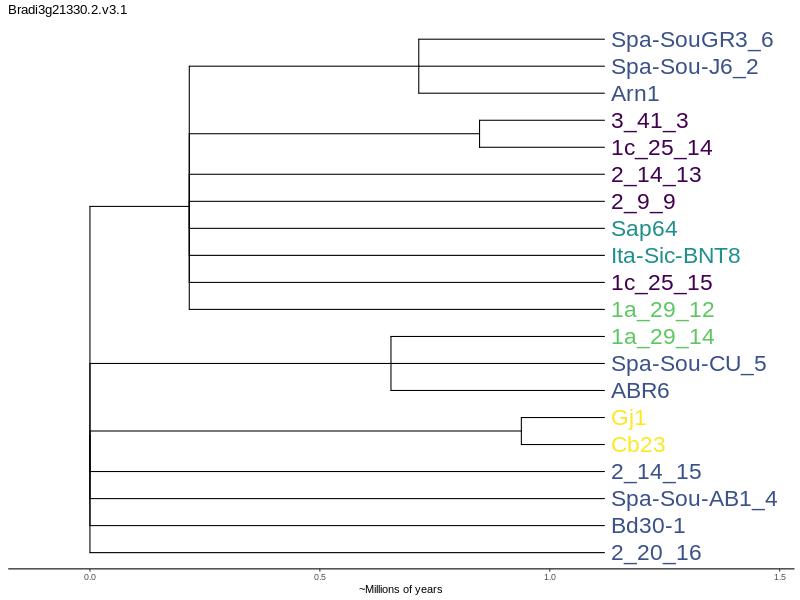 Bradi3g21330.2.v3.1
Spa-SouGR3_6
Spa-Sou-J6_2
Arn1
3_41_3
1c_25_14
2_14_13
2_9_9
Sap64
Ita-Sic-BNT8
1c_25_15
1a_29_12
1a_29_14
Spa-Sou-CU_5
ABR6
Gj1
Cb23
2_14_15
Spa-Sou-AB1_4
Bd30-1
2_20_16
0.0 0.5 1.0 1.5
~Millions of years